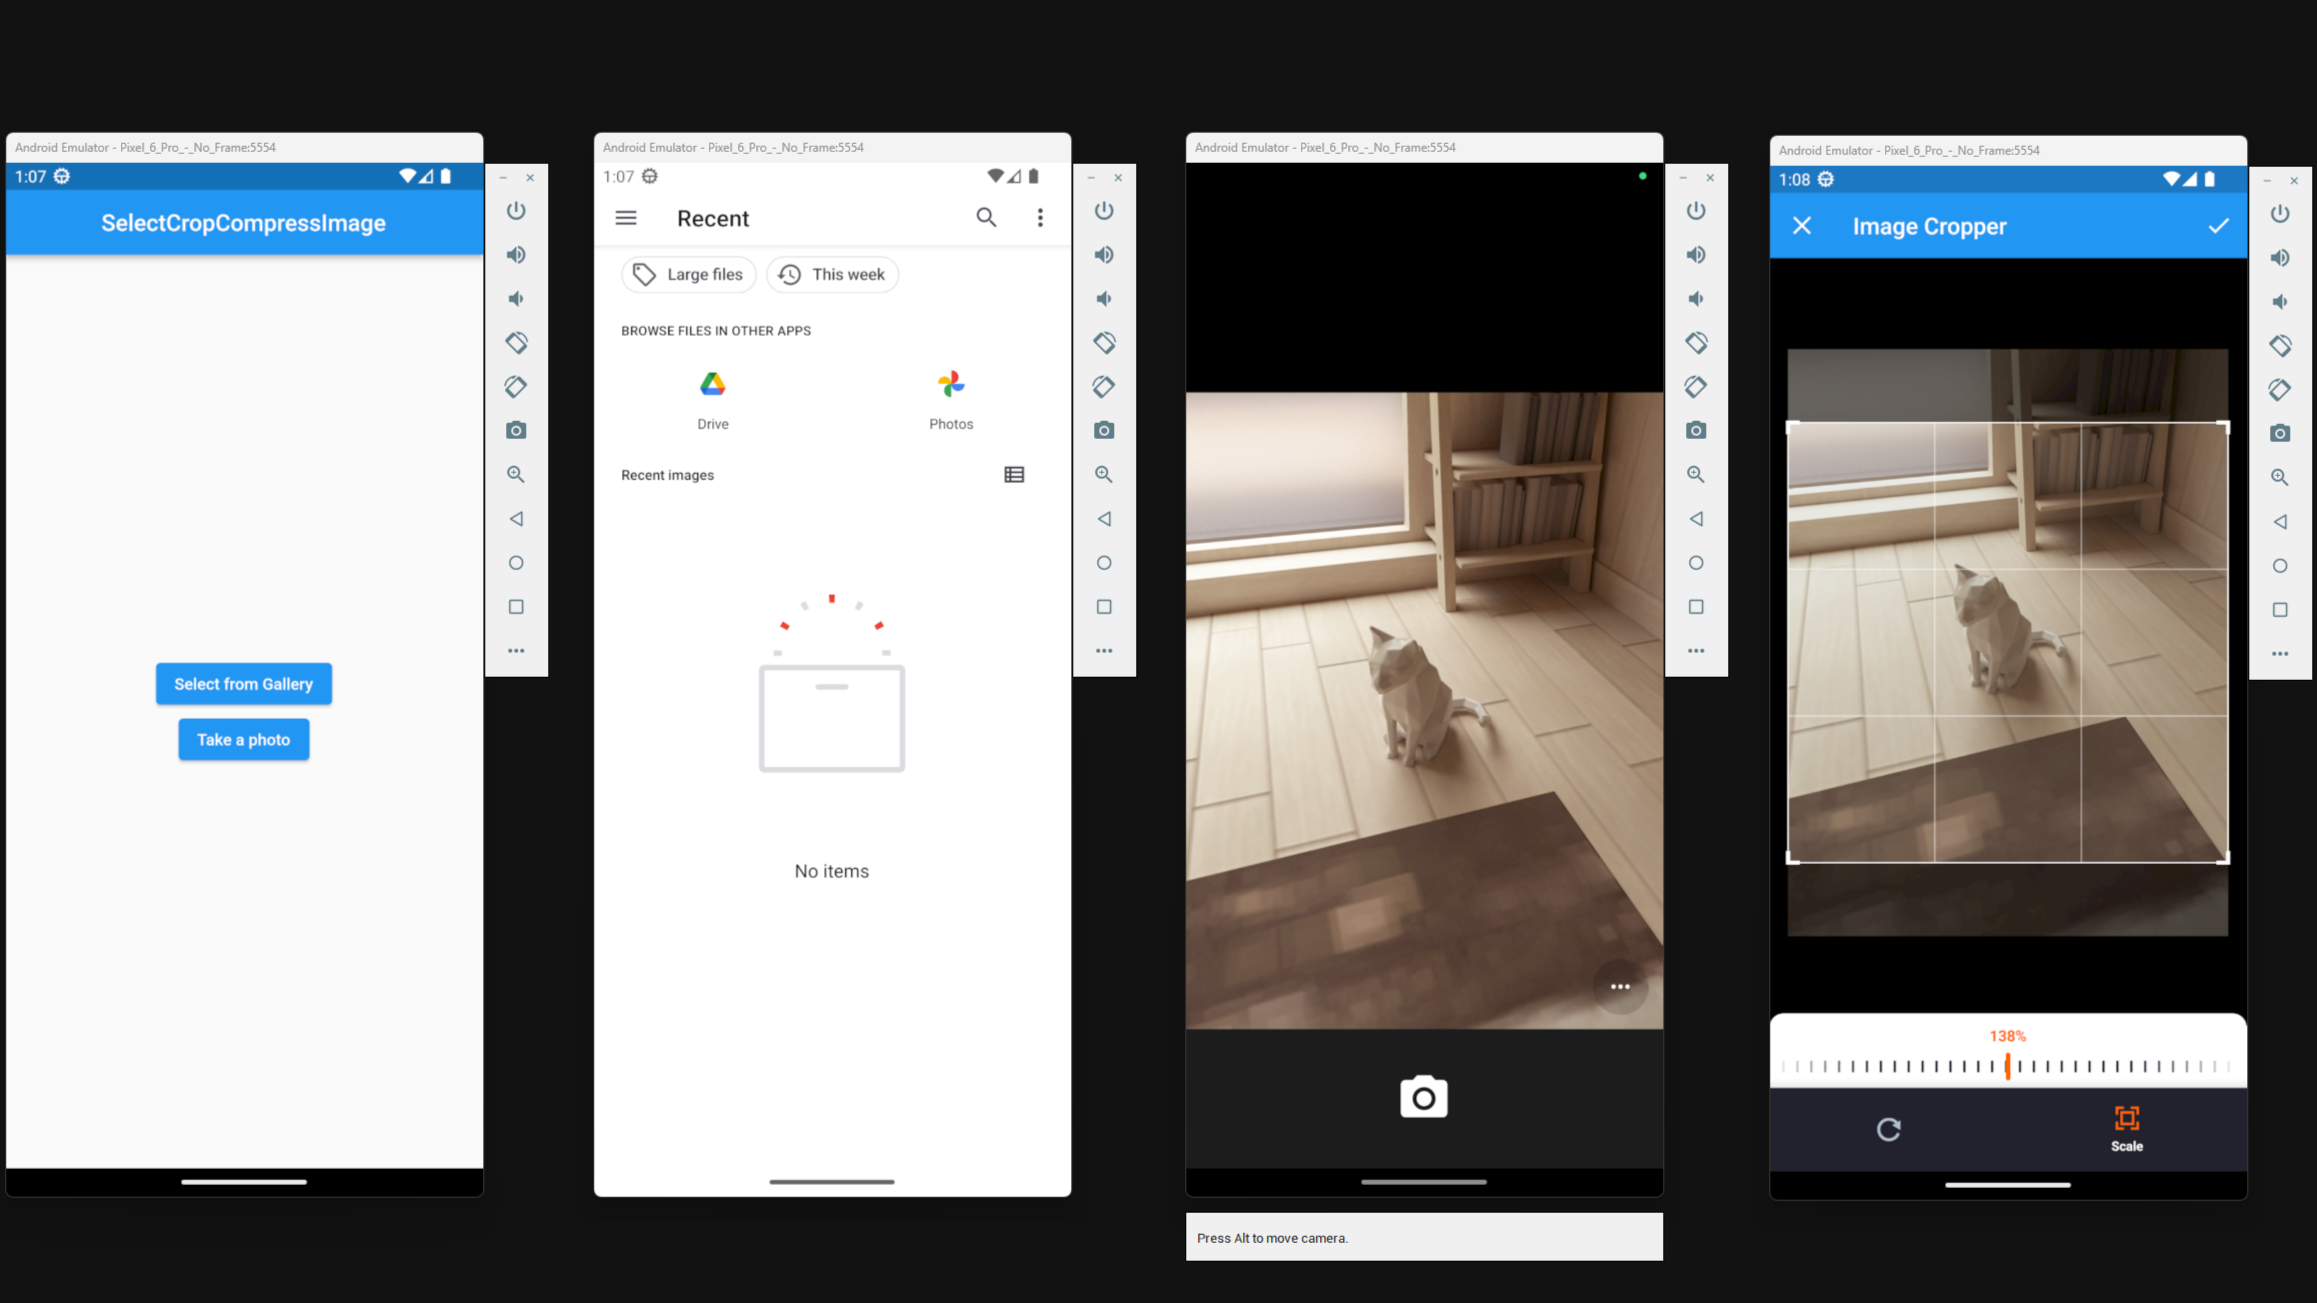 Android Emulator - Pixel_6_Pro_-_No_Frame:5554
1:07
SelectCropCompressImage
Select from Gallery
Take a photo
Android Emulator - Pixel_6_Pro_-_No_Frame:5554
1:07
Recent
Large files
This week
BROWSE FILES IN OTHER APPS
Drive
Photos
Recent images
No items
Android Emulator - Pixel_6_Pro_-_No_Frame:5554
Press Alt to move camera.
Android Emulator - Pixel_6_Pro_-_No_Frame:5554
1:08
Image Cropper
138%
Scale